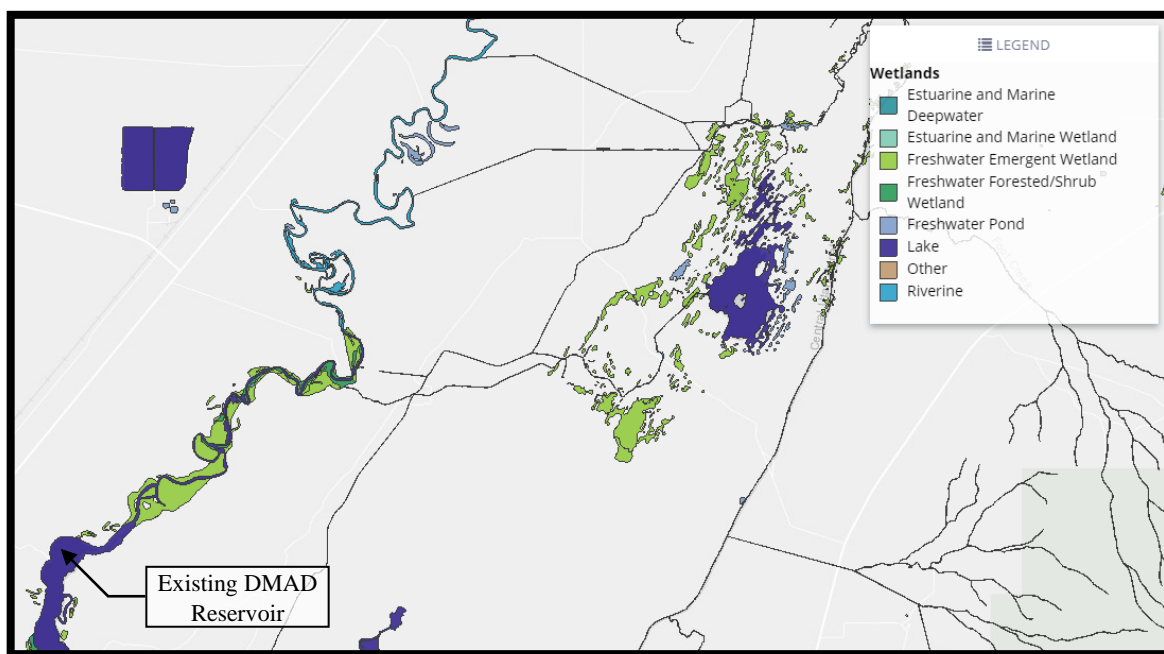 LEGEND
Wetlands
Estuarine and Marine
Deepwater
Estuarine and Marine Wetland
Freshwater Emergent Wetland
Freshwater Forested/Shrub
Wetland
Freshwater Pond
Lake
Other
Riverine
Central
Existing DMAD
Reservoir